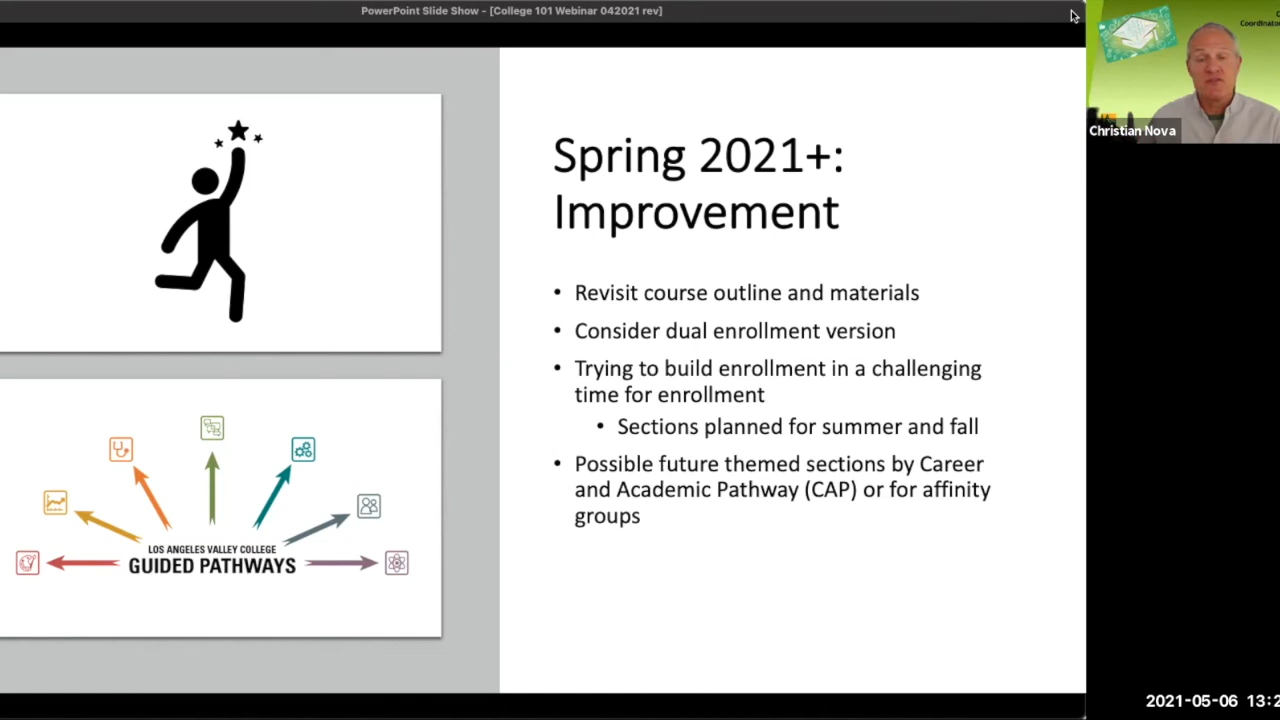 PowerPoint Slide Show - [College 101 Webinar 042021 rev]
Coordinator
Christian Nova
Spring 2021+:
Improvement
• Revisit course outline and materials
• Consider dual enrollment version
• Trying to build enrollment in a challenging
time for enrollment
• Sections planned for summer and fall
• Possible future themed sections by Career
and Academic Pathway (CAP) or for affinity
groups
LOS ANGELES VALLEY COLLEGE
GUIDED PATHWAYS
2021-05-06 13:2